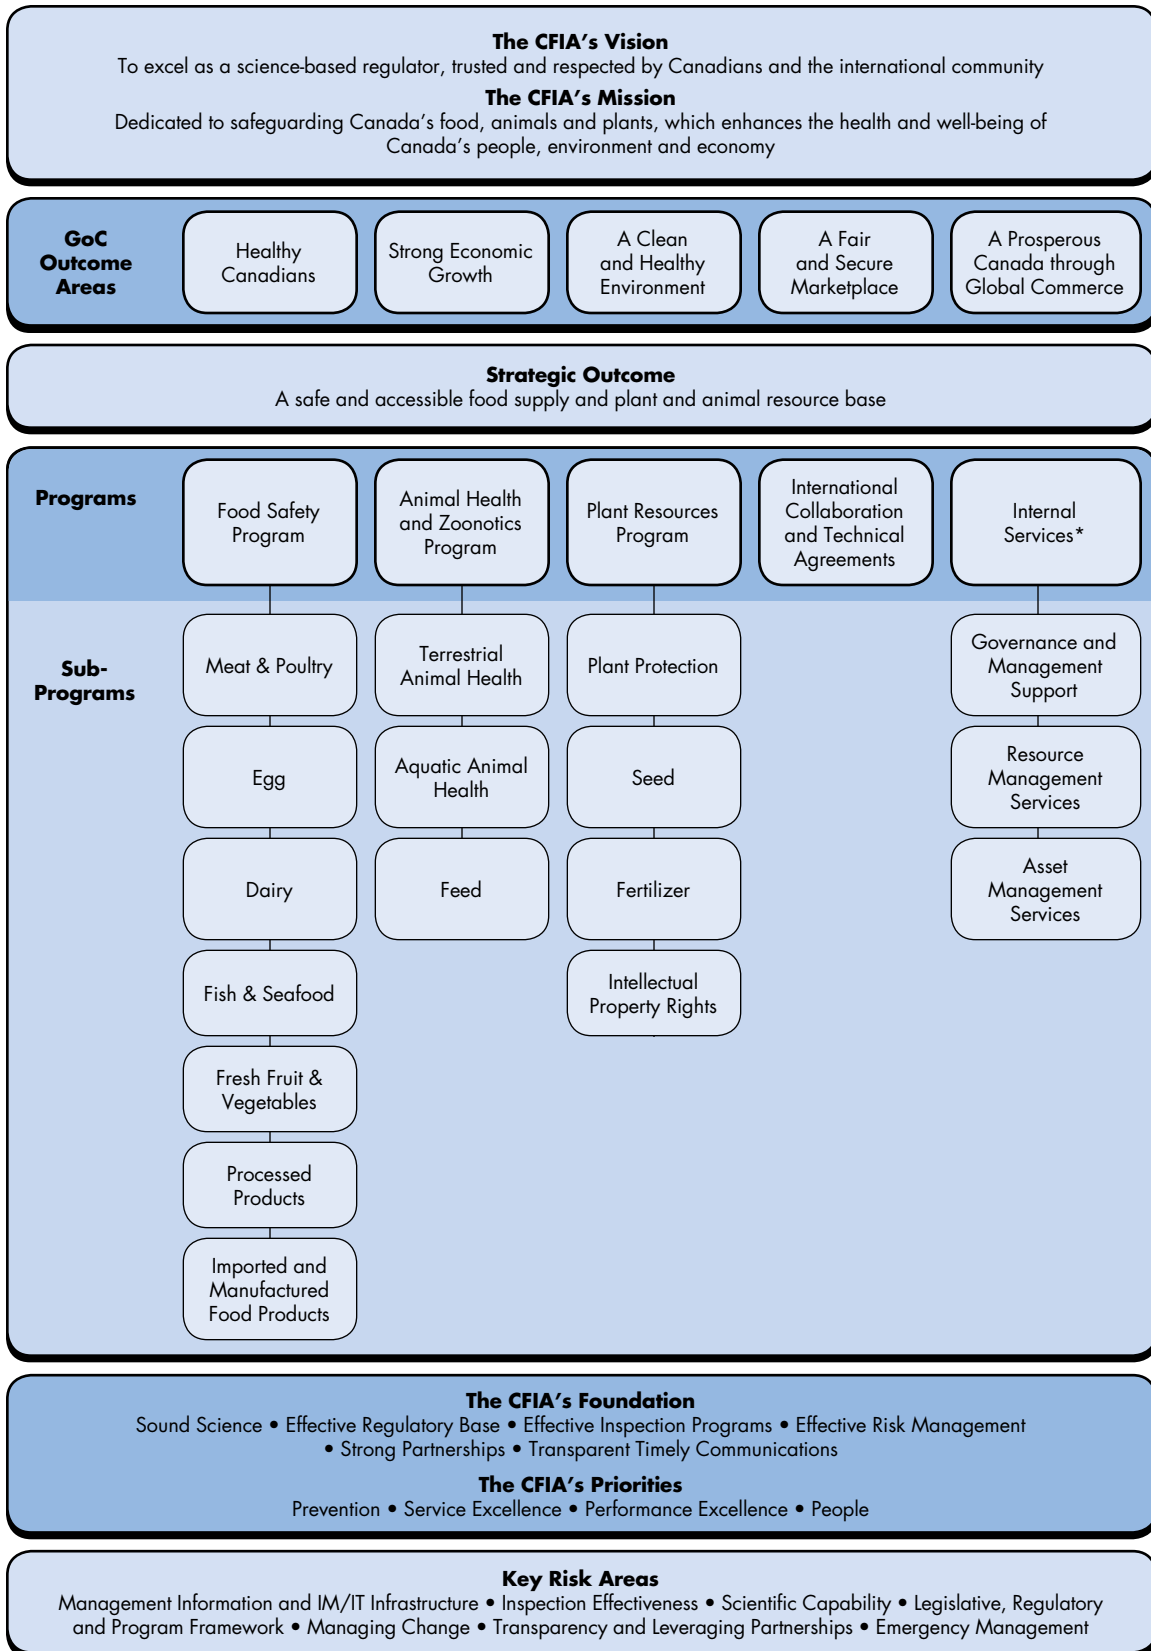 The CFIA's Vision
To excel as a science-based regulator, trusted and respected by Canadians and the international community
The CFIA's Mission
Dedicated to safeguarding Canada's food, animals and plants, which enhances the health and well-being of
Canada's people, environment and economy
GoC
Outcome
Areas
Healthy
Canadians
Strong Economic
Growth
A Clean
and Healthy
Environment
A Fair
and Secure
Marketplace
A Prosperous
Canada through
Global Commerce
Strategic Outcome
A safe and accessible food supply and plant and animal resource base
Programs
Food Safety
Program
Animal Health
and Zoonotics
Program
Plant Resources
Program
International
Collaboration
and Technical
Agreements
Internal
Services*
Sub-
Programs
Meat & Poultry
Egg
Dairy
Fish & Seafood
Fresh Fruit &
Vegetables
Processed
Products
Imported and
Manufactured
Food Products
Terrestrial
Animal Health
Aquatic Animal
Health
Feed
Plant Protection
Seed
Fertilizer
Intellectual
Property Rights
Governance and
Management
Support
Resource
Management
Services
Asset
Management
Services
The CFIA's Foundation
Sound Science • Effective Regulatory Base • Effective Inspection Programs • Effective Risk Management
• Strong Partnerships • Transparent Timely Communications
The CFIA's Priorities
Prevention • Service Excellence • Performance Excellence • People
Key Risk Areas
Management Information and IM/IT Infrastructure • Inspection Effectiveness • Scientific Capability • Legislative, Regulatory
and Program Framework • Managing Change • Transparency and Leveraging Partnerships • Emergency Management